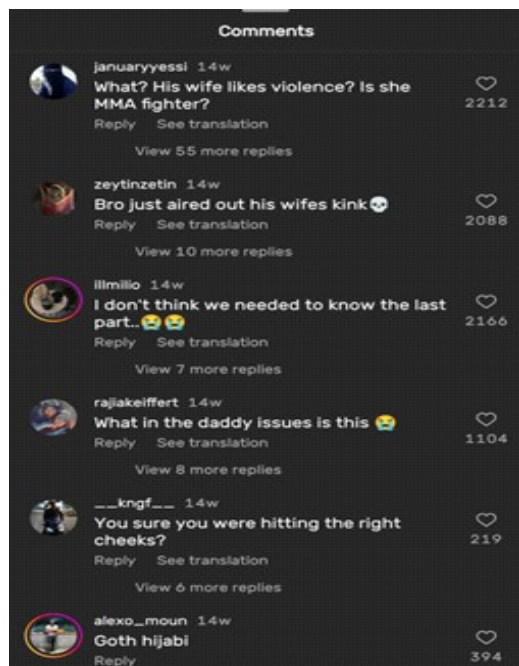 Comments
januaryyessi 14w
What? His wife likes violence? Is she
MMA fighter?
2212
Reply See translation
View 55 more replies
zeytinzetin 14w
Bro just aired out his wifes kink💀
2088
Reply See translation
View 10 more replies
illmilio 14w
I don't think we needed to know the last
part..😭😭
2166
Reply See translation
View 7 more replies
rajiakeiffert 14w
What in the daddy issues is this 😭
1104
Reply See translation
View 8 more replies
__kngf__ 14w
You sure you were hitting the right
cheeks?
219
Reply See translation
View 6 more replies
alexo_moun 14w
Goth hijabi
394
Reply